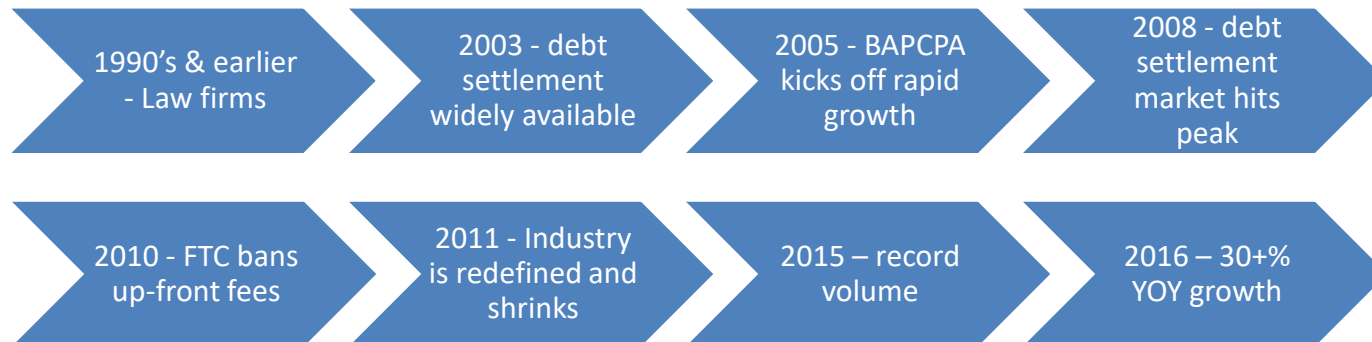 1990's & earlier
- Law firms
2003 - debt
settlement
widely available
2005 - BAPCPA
kicks off rapid
growth
2008 - debt
settlement
market hits
peak
2010 - FTC bans
up-front fees
2011 - Industry
is redefined and
shrinks
2015 – record
volume
2016 – 30+%
YOY growth